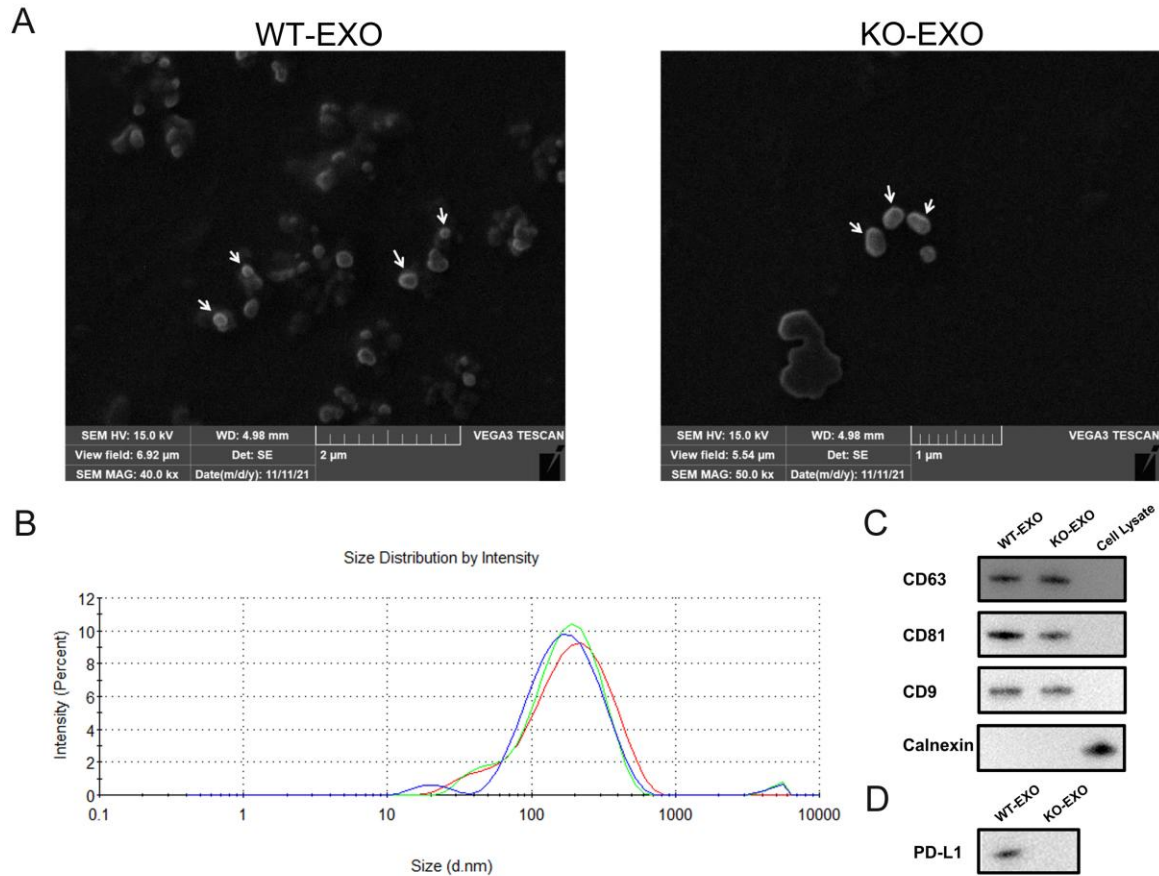 A
WT-EXO
KO-EXO
SEM HV: 15.0 kV
WD: 4.98 mm
VEGA3 TESCAN
View field: 6.92 µm
Det: SE
2 µm
SEM MAG: 40.0 kx
Date(m/d/y): 11/11/21
SEM HV: 15.0 kV
WD: 4.98 mm
VEGA3 TESCAN
View field: 5.54 µm
Det: SE
1 µm
SEM MAG: 50.0 kx
Date(m/d/y): 11/11/21
B
Size Distribution by Intensity
Intensity (Percent)
12
10
8
6
4
2
0
0.1
1
10
100
1000
10000
Size (d.nm)
C
WT-EXO
KO-EXO
Cell Lysate
CD63
CD81
CD9
Calnexin
D
WT-EXO
KO-EXO
PD-L1